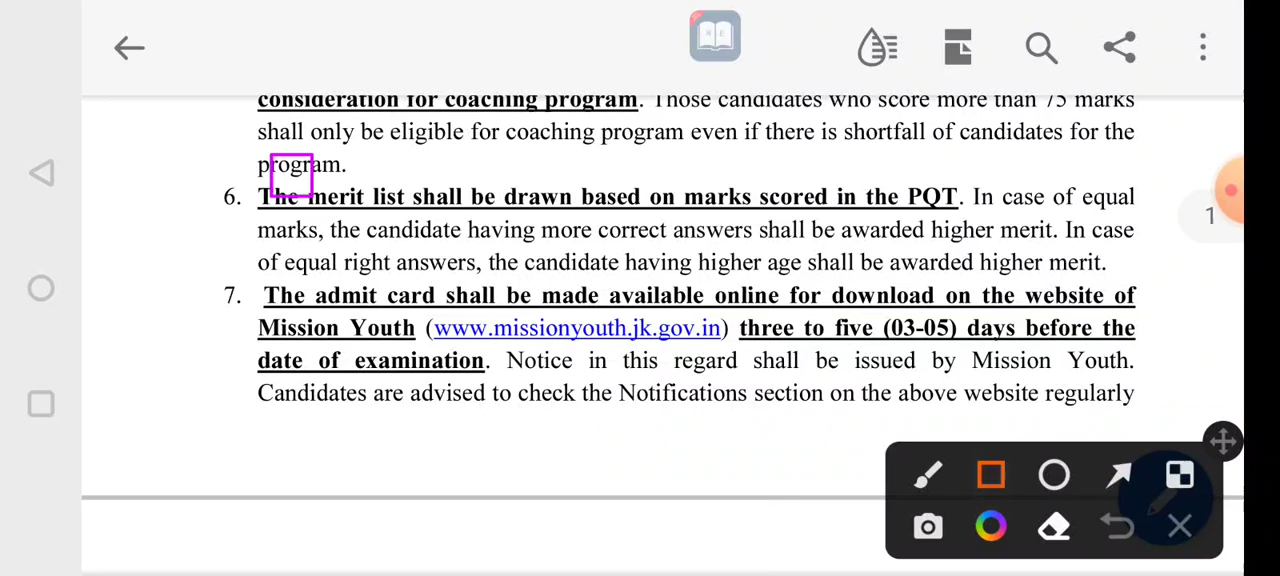 consideration for coaching program. Those candidates who score more than 75 marks
shall only be eligible for coaching program even if there is shortfall of candidates for the
program.
6. The merit list shall be drawn based on marks scored in the PQT. In case of equal
marks, the candidate having more correct answers shall be awarded higher merit. In case
of equal right answers, the candidate having higher age shall be awarded higher merit.
1
7. The admit card shall be made available online for download on the website of
Mission Youth (www.missionyouth.jk.gov.in) three to five (03-05) days before the
date of examination. Notice in this regard shall be issued by Mission Youth.
Candidates are advised to check the Notifications section on the above website regularly